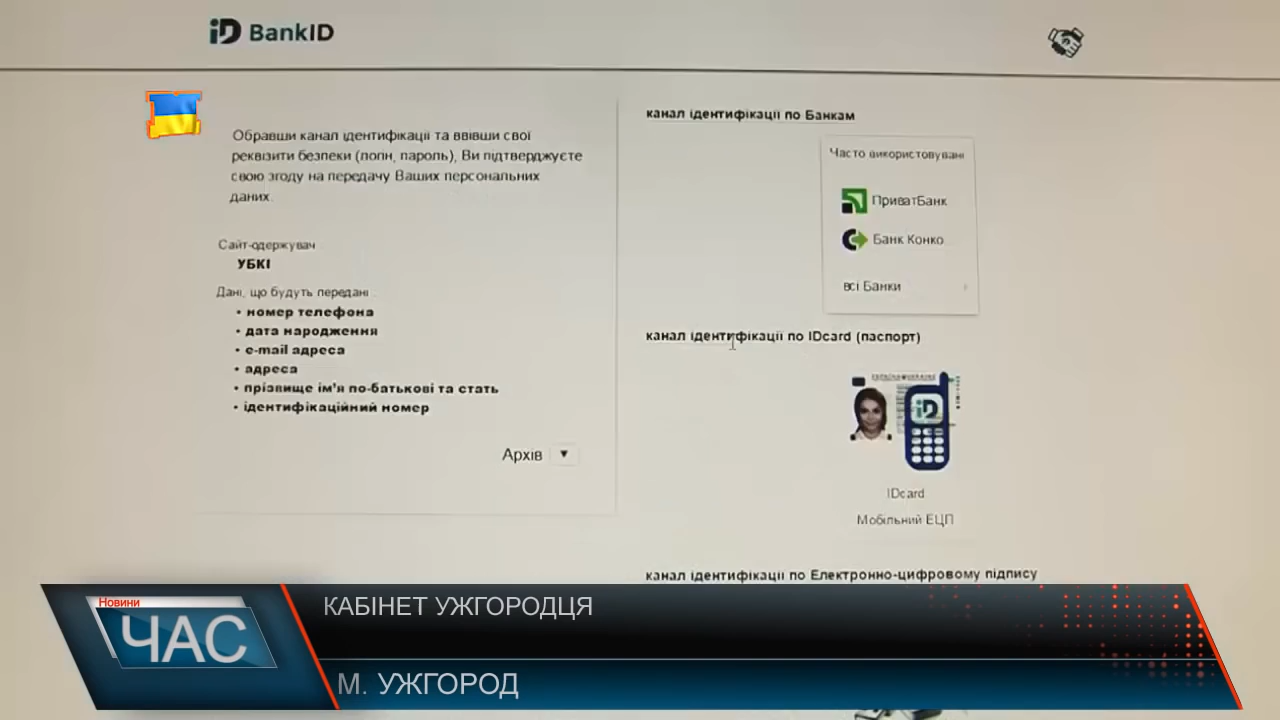 iD BankID
Обравши канал ідентифікації та ввівши свої
реквізити безпеки (логін, пароль), Ви підтверджуєте
свою згоду на передачу Ваших персональних
даних.
Сайт-одержувач
УБКІ
Дані, що будуть передані
• номер телефона
• дата народження
• e-mail адреса
• адреса
• прізвище ім'я по-батькові та стать
• ідентифікаційний номер
Архів
канал ідентифікації по Банкам
Часто використовувані
ПриватБанк
Банк Конко
всі Банки
канал ідентифікації по IDcard (паспорт)
iD
IDcard
Мобільний ЕЦП
канал ідентифікації по Електронно-цифровому підпису
Новини
ЧАС
КАБІНЕТ УЖГОРОДЦЯ
М. УЖГОРОД